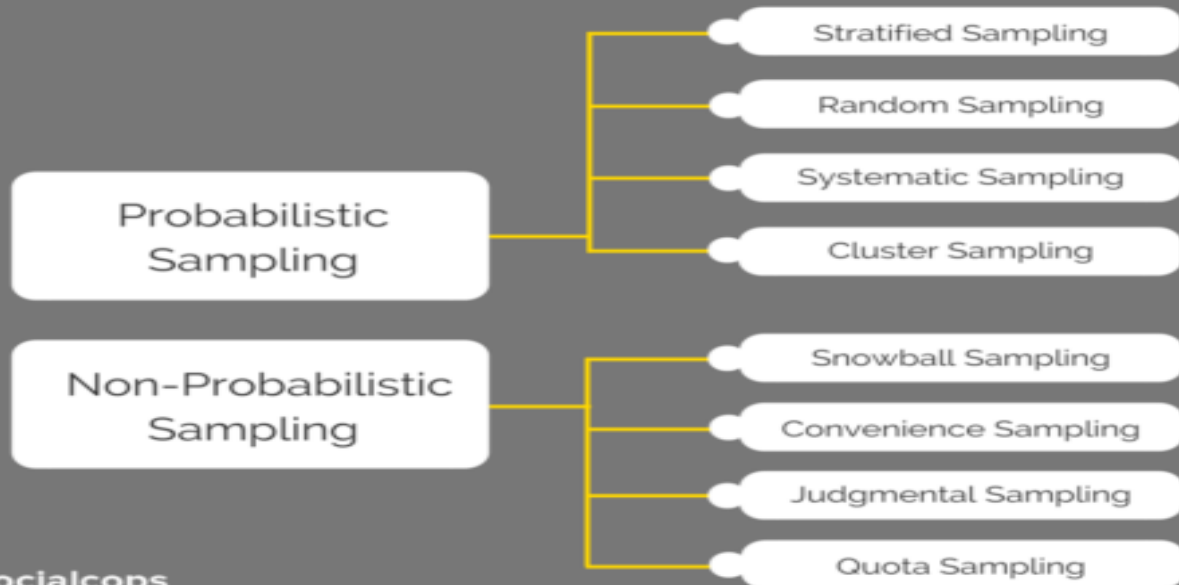 Stratified Sampling
Random Sampling
Systematic Sampling
Cluster Sampling
Probabilistic
Sampling
Snowball Sampling
Convenience Sampling
Judgmental Sampling
Quota Sampling
Non-Probabilistic
Sampling